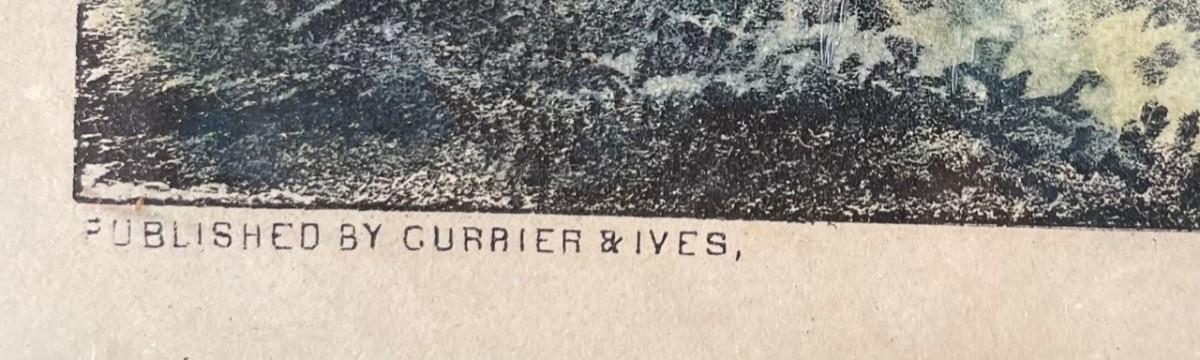 PUBLISHED BY CURRIER & IVES,